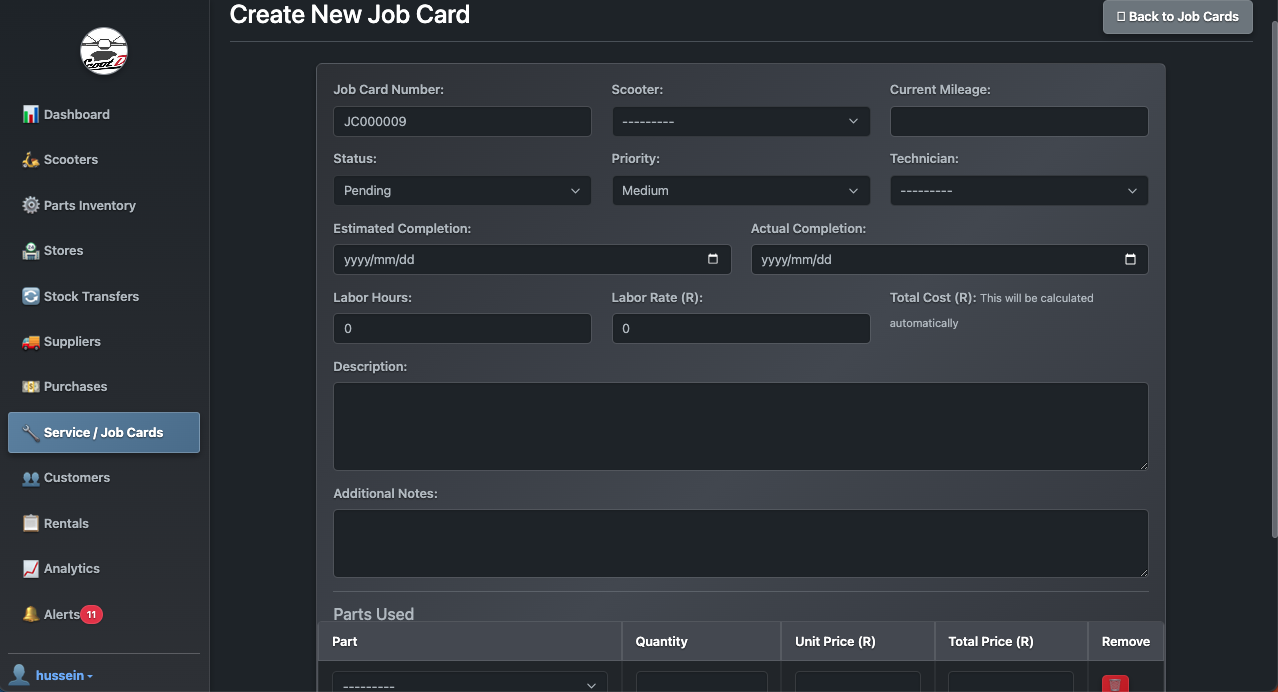 Create New Job Card
Back to Job Cards
ScootD
Dashboard
Scooters
Parts Inventory
Stores
Stock Transfers
Suppliers
Purchases
Service / Job Cards
Customers
Rentals
Analytics
Alerts 11
hussein
Job Card Number: Scooter: Current Mileage:
JC000009 ---------
Status: Priority: Technician:
Pending Medium ---------
Estimated Completion: Actual Completion:
yyyy/mm/dd yyyy/mm/dd
Labor Hours: Labor Rate (R): Total Cost (R): This will be calculated
automatically
0 0
Description:
Additional Notes:
Parts Used
Part Quantity Unit Price (R) Total Price (R) Remove
---------